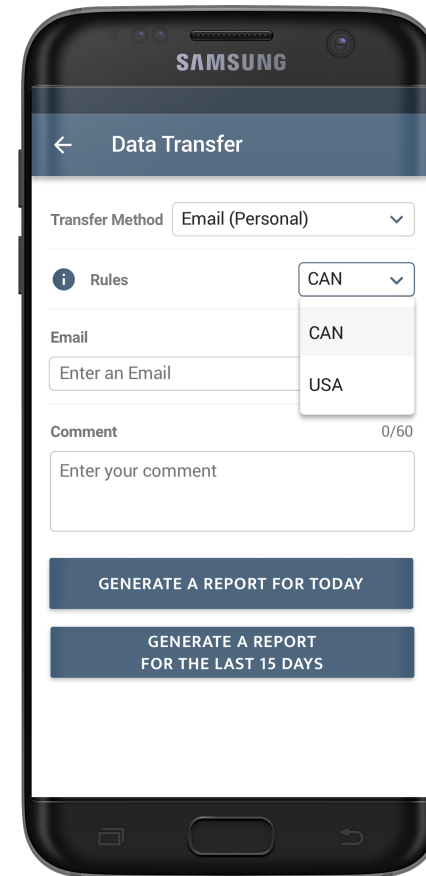 SAMSUNG
Data Transfer
Transfer Method Email (Personal)
Rules CAN
CAN
USA
Email
Enter an Email
Comment 0/60
Enter your comment
GENERATE A REPORT FOR TODAY
GENERATE A REPORT
FOR THE LAST 15 DAYS